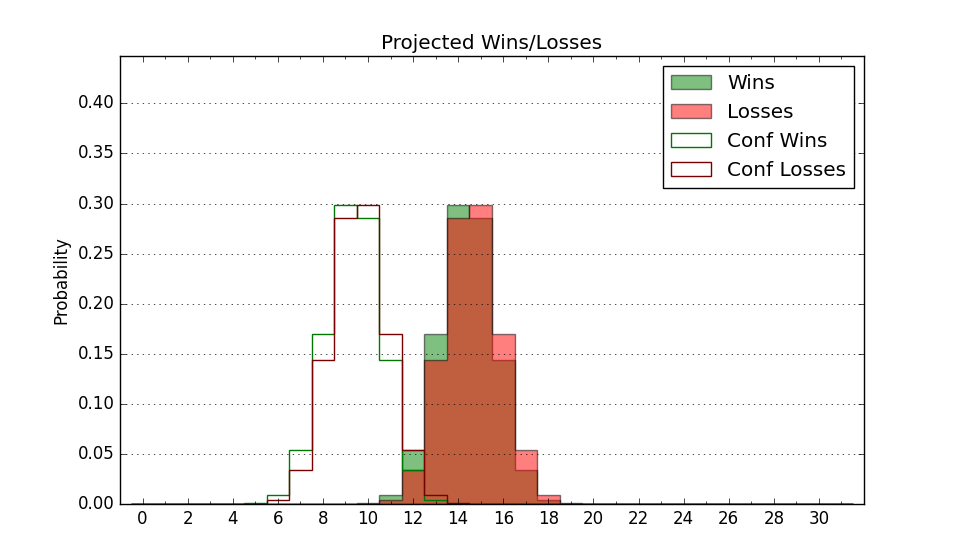 Projected Wins/Losses
Wins
Losses
Conf Wins
Conf Losses
Probability
0.40
0.35
0.30
0.25
0.20
0.15
0.10
0.05
0.00
0 2 4 6 8 10 12 14 16 18 20 22 24 26 28 30